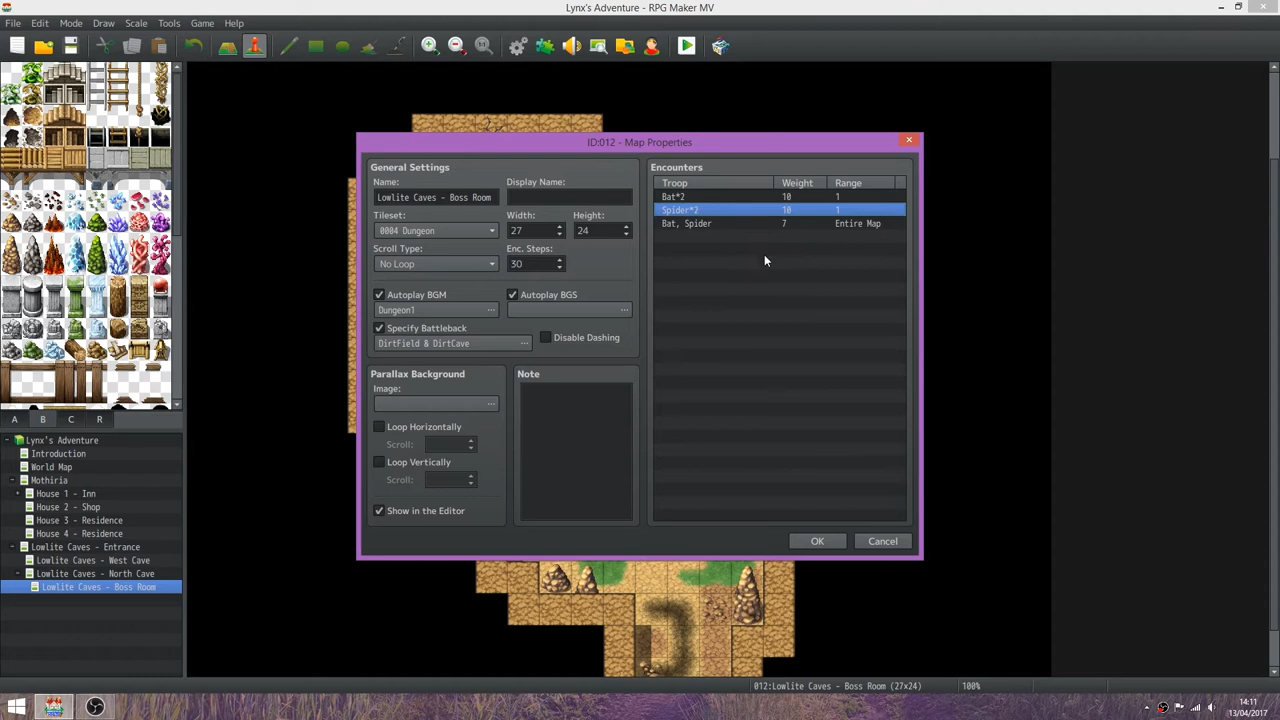 Lynx's Adventure - RPG Maker MV
File Edit Mode Draw Scale Tools Game Help
ID:012 - Map Properties
General Settings
Name:
Display Name:
Lowlite Caves - Boss Room
Tileset:
Width:
Height:
0004 Dungeon
27
24
Scroll Type:
Enc. Steps:
No Loop
30
Autoplay BGM
Autoplay BGS
Dungeon1
...
...
Specify Battleback
Disable Dashing
DirtField & DirtCave
...
Parallax Background
Image:
...
Loop Horizontally
Scroll:
Loop Vertically
Scroll:
Show in the Editor
Note
Encounters
Troop Weight Range
Bat*2 10 1
Spider*2 10 1
Bat, Spider 7 Entire Map
OK
Cancel
A B C R
Lynx's Adventure
Introduction
World Map
Mothiria
House 1 - Inn
House 2 - Shop
House 3 - Residence
House 4 - Residence
Lowlite Caves - Entrance
Lowlite Caves - West Cave
Lowlite Caves - North Cave
Lowlite Caves - Boss Room
012:Lowlite Caves - Boss Room (27x24)
100%
14:11
13/04/2017